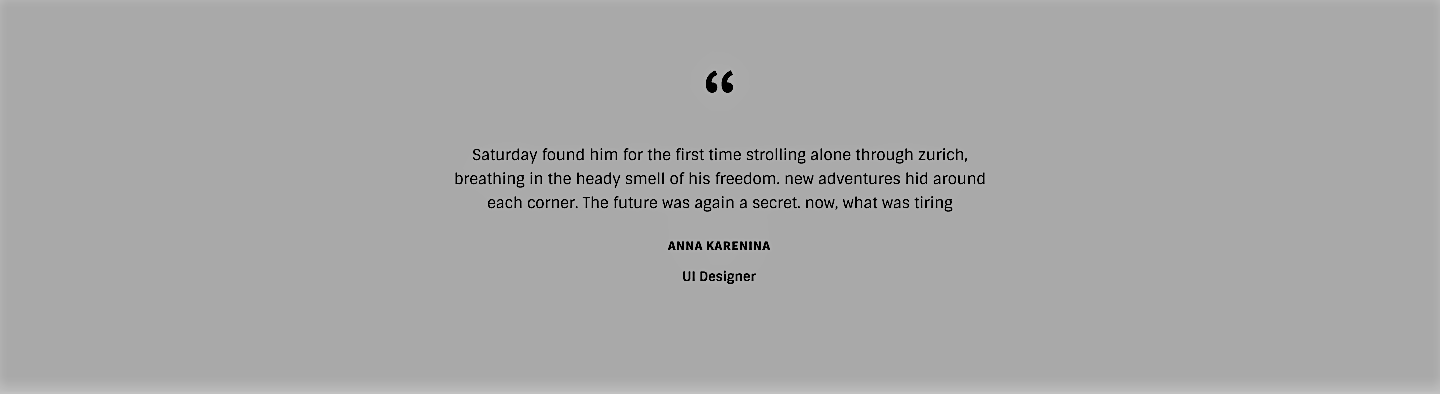 “
Saturday found him for the first time strolling alone through zurich,
breathing in the heady smell of his freedom. new adventures hid around
each corner. The future was again a secret. now, what was tiring
ANNA KARENINA
UI Designer